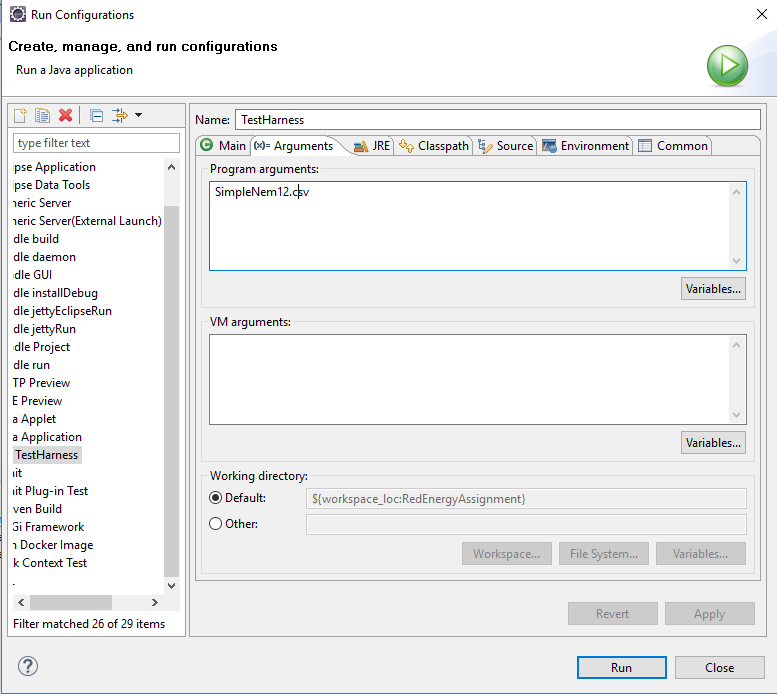 Run Configurations
Create, manage, and run configurations
Run a Java application
type filter text
pse Application
pse Data Tools
neric Server
neric Server(External Launch)
dle build
dle daemon
dle GUI
dle installDebug
dle jettyEclipseRun
dle jettyRun
dle Project
dle run
TP Preview
E Preview
a Applet
a Application
TestHarness
it
it Plug-in Test
ven Build
Gi Framework
n Docker Image
k Context Test
Filter matched 26 of 29 items
Name: TestHarness
Main (x)= Arguments JRE Classpath Source Environment Common
Program arguments:
SimpleNem12.csv
Variables...
VM arguments:
Variables...
Working directory:
Default: ${workspace_loc:RedEnergyAssignment}
Other:
Workspace... File System... Variables...
Revert Apply
? Run Close